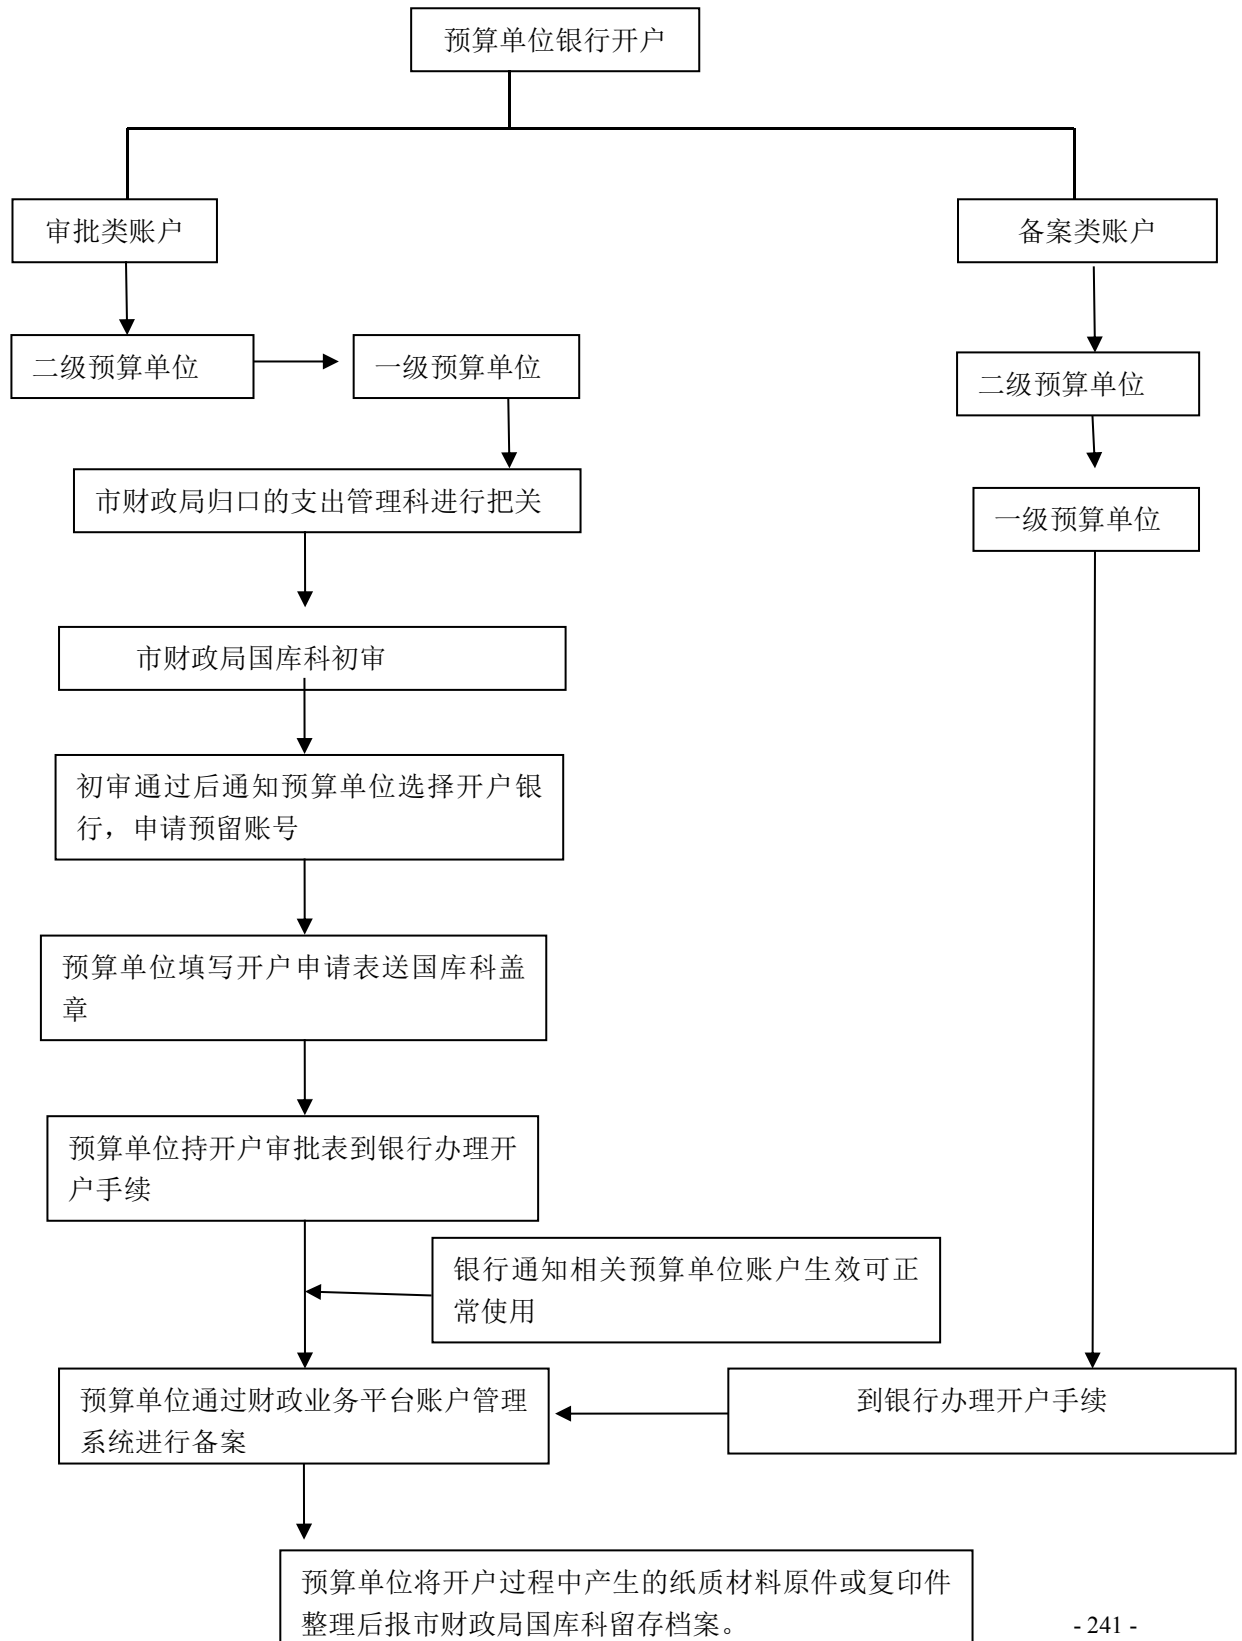 预算单位银行开户
审批类账户
备案类账户
二级预算单位
一级预算单位
二级预算单位
市财政局归口的支出管理科进行把关
一级预算单位
市财政局国库科初审
初审通过后通知预算单位选择开户银
行，申请预留账号
预算单位填写开户申请表送国库科盖
章
预算单位持开户审批表到银行办理开
户手续
银行通知相关预算单位账户生效可正
常使用
预算单位通过财政业务平台账户管理
系统进行备案
到银行办理开户手续
预算单位将开户过程中产生的纸质材料原件或复印件
整理后报市财政局国库科留存档案。
- 241 -